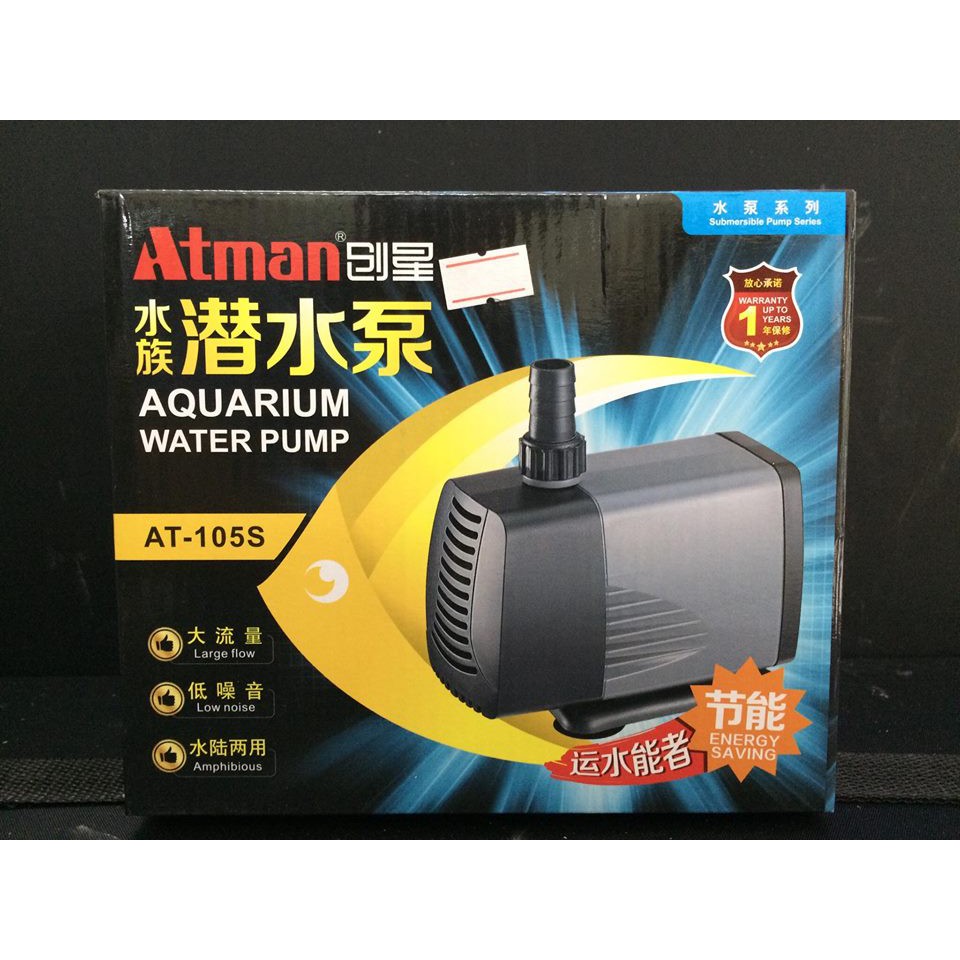 水泵系列
Submersible Pump Series
Atman® 创星
水族 潜水泵
AQUARIUM
WATER PUMP
放心承诺
WARRANTY
1 UP TO
YEARS
年保修
AT-105S
大流量
Large flow
低噪音
Low noise
水陆两用
Amphibious
节能
ENERGY
SAVING
运水能者